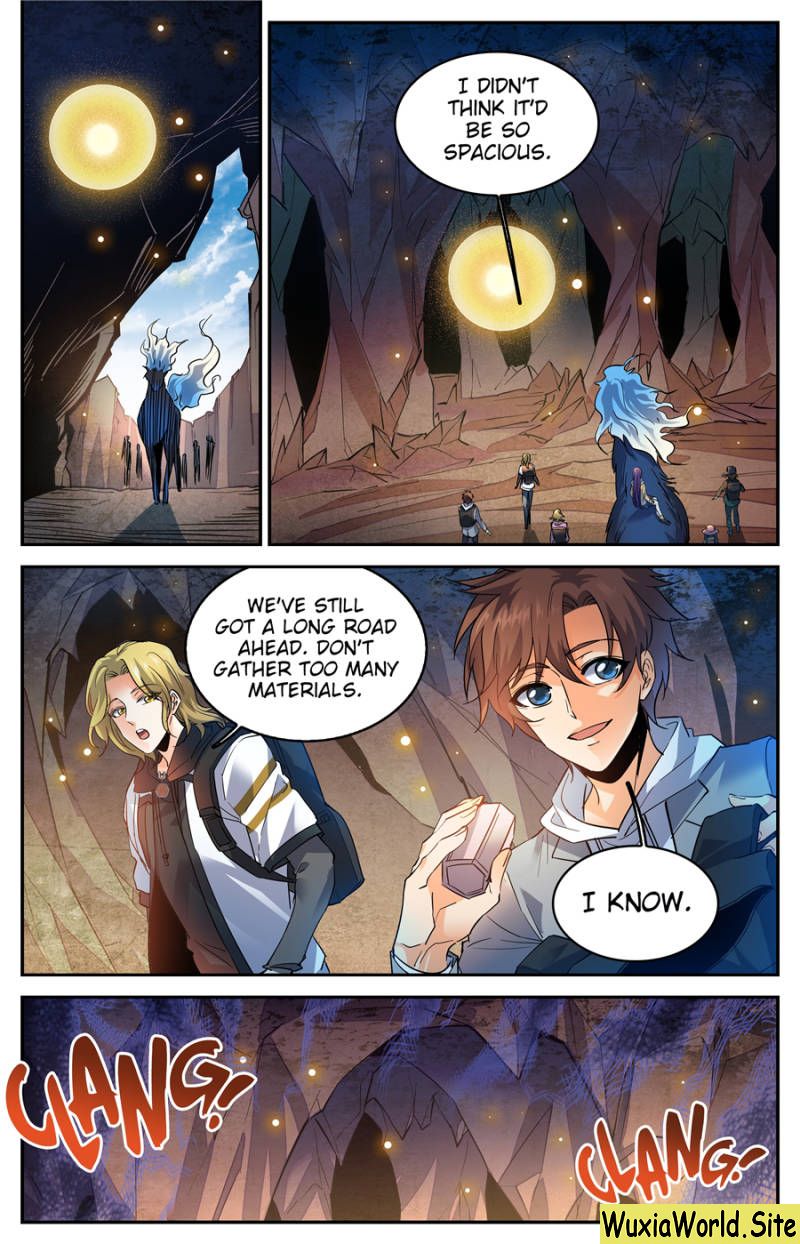 I DIDN'T
THINK IT'D
BE SO
SPACIOUS.
WE'VE STILL
GOT A LONG ROAD
AHEAD. DON'T
GATHER TOO MANY
MATERIALS.
I KNOW.
CLANG!
CLANG!
WuxiaWorld.Site